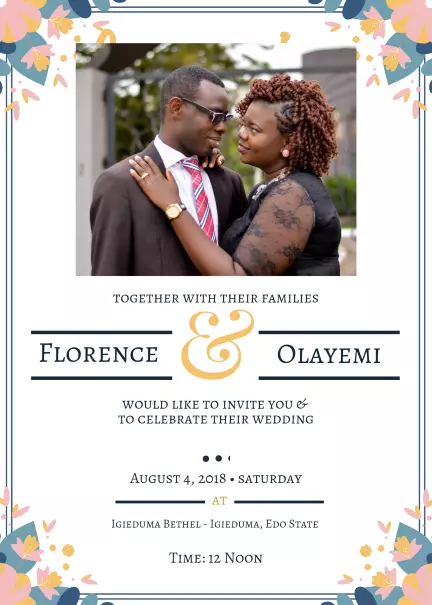 TOGETHER WITH THEIR FAMILIES
FLORENCE & OLAYEMI
WOULD LIKE TO INVITE YOU &
TO CELEBRATE THEIR WEDDING
AUGUST 4, 2018 • SATURDAY
AT
IGIEDUMA BETHEL - IGIEDUMA, EDO STATE
TIME: 12 NOON